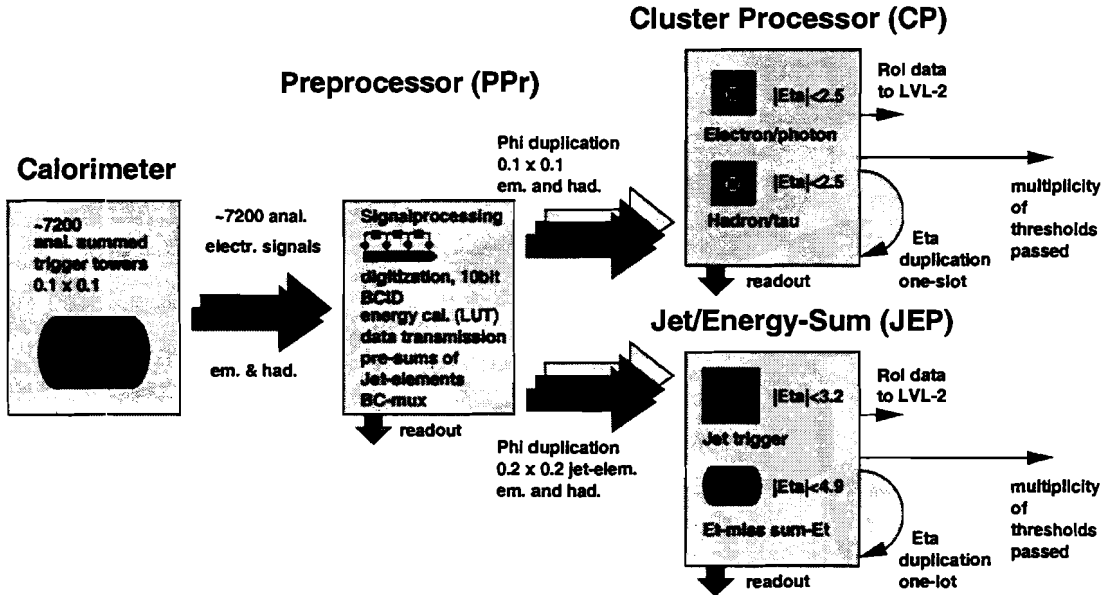 Cluster Processor (CP)
Preprocessor (PPr)
Calorimeter
~7200
anal. summed
trigger towers
0.1 x 0.1
~7200 anal.
electr. signals
em. & had.
Signalprocessing
digitization, 10bit
BCID
energy cal. (LUT)
data transmission
pre-sums of
Jet-elements
BC-mux
readout
Phi duplication
0.1 x 0.1
em. and had.
|Eta|<2.5
Electron/photon
|Eta|<2.5
Hadron/tau
readout
RoI data
to LVL-2
multiplicity
of
thresholds
passed
Eta
duplication
one-slot
Jet/Energy-Sum (JEP)
Phi duplication
0.2 x 0.2 jet-elem.
em. and had.
|Eta|<3.2
Jet trigger
|Eta|<4.9
Et-miss sum-Et
readout
RoI data
to LVL-2
multiplicity
of
thresholds
passed
Eta
duplication
one-lot